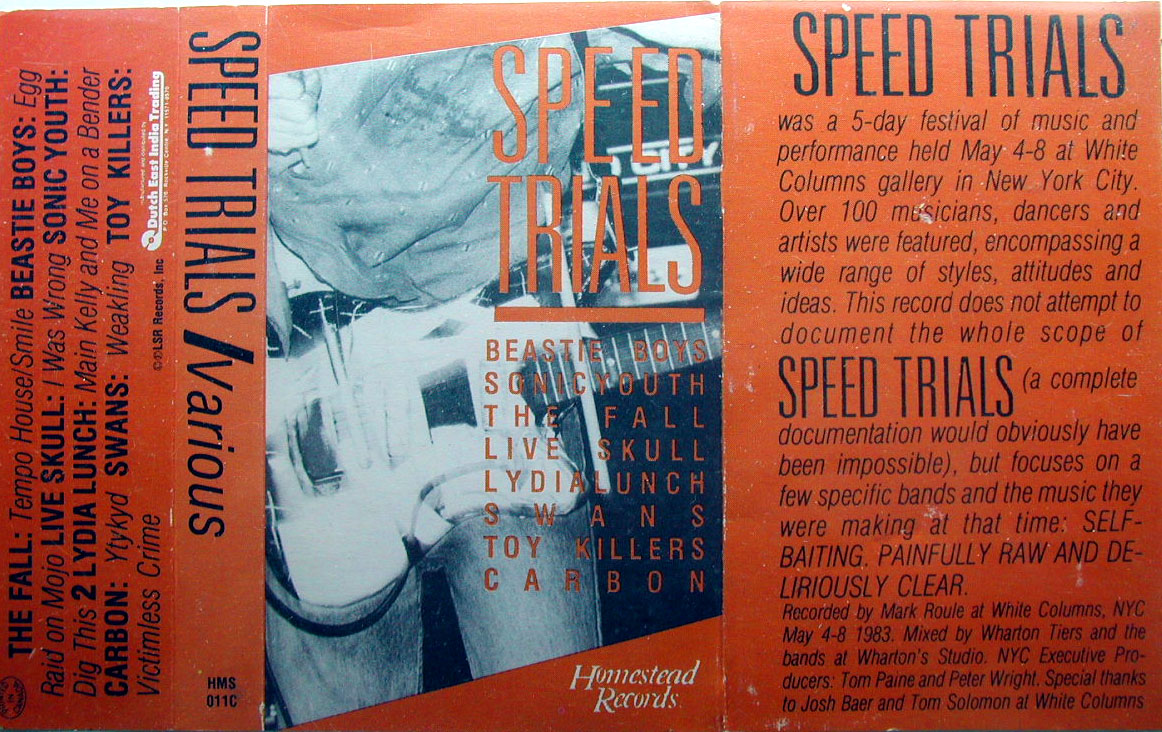 THE FALL: Tempo House/Smile BEASTIE BOYS: Egg
Raid on Mojo LIVE SKULL: I Was Wrong SONIC YOUTH:
Dig This 2 LYDIA LUNCH: Main Kelly and Me on a Bender
CARBON: Ytykyd SWANS: Weakling TOY KILLERS:
Victimless Crime
©℗LSR Records, Inc
Dutch East India Trading
SPEED TRIALS/various
HMS
011C
SPEED
TRIALS
CITY
BEASTIE BOYS
SONIC YOUTH
THE FALL
LIVE SKULL
LYDIA LUNCH
SWANS
TOY KILLERS
CARBON
Homestead
Records
SPEED TRIALS
was a 5-day festival of music and
performance held May 4-8 at White
Columns gallery in New York City.
Over 100 musicians, dancers and
artists were featured, encompassing a
wide range of styles, attitudes and
ideas. This record does not attempt to
document the whole scope of
SPEED TRIALS (a complete
documentation would obviously have
been impossible), but focuses on a
few specific bands and the music they
were making at that time: SELF-
BAITING, PAINFULLY RAW AND DE-
LIRIOUSLY CLEAR.
Recorded by Mark Roule at White Columns, NYC
May 4-8 1983. Mixed by Wharton Tiers and the
bands at Wharton's Studio. NYC Executive Pro-
ducers: Tom Paine and Peter Wright. Special thanks
to Josh Baer and Tom Solomon at White Columns